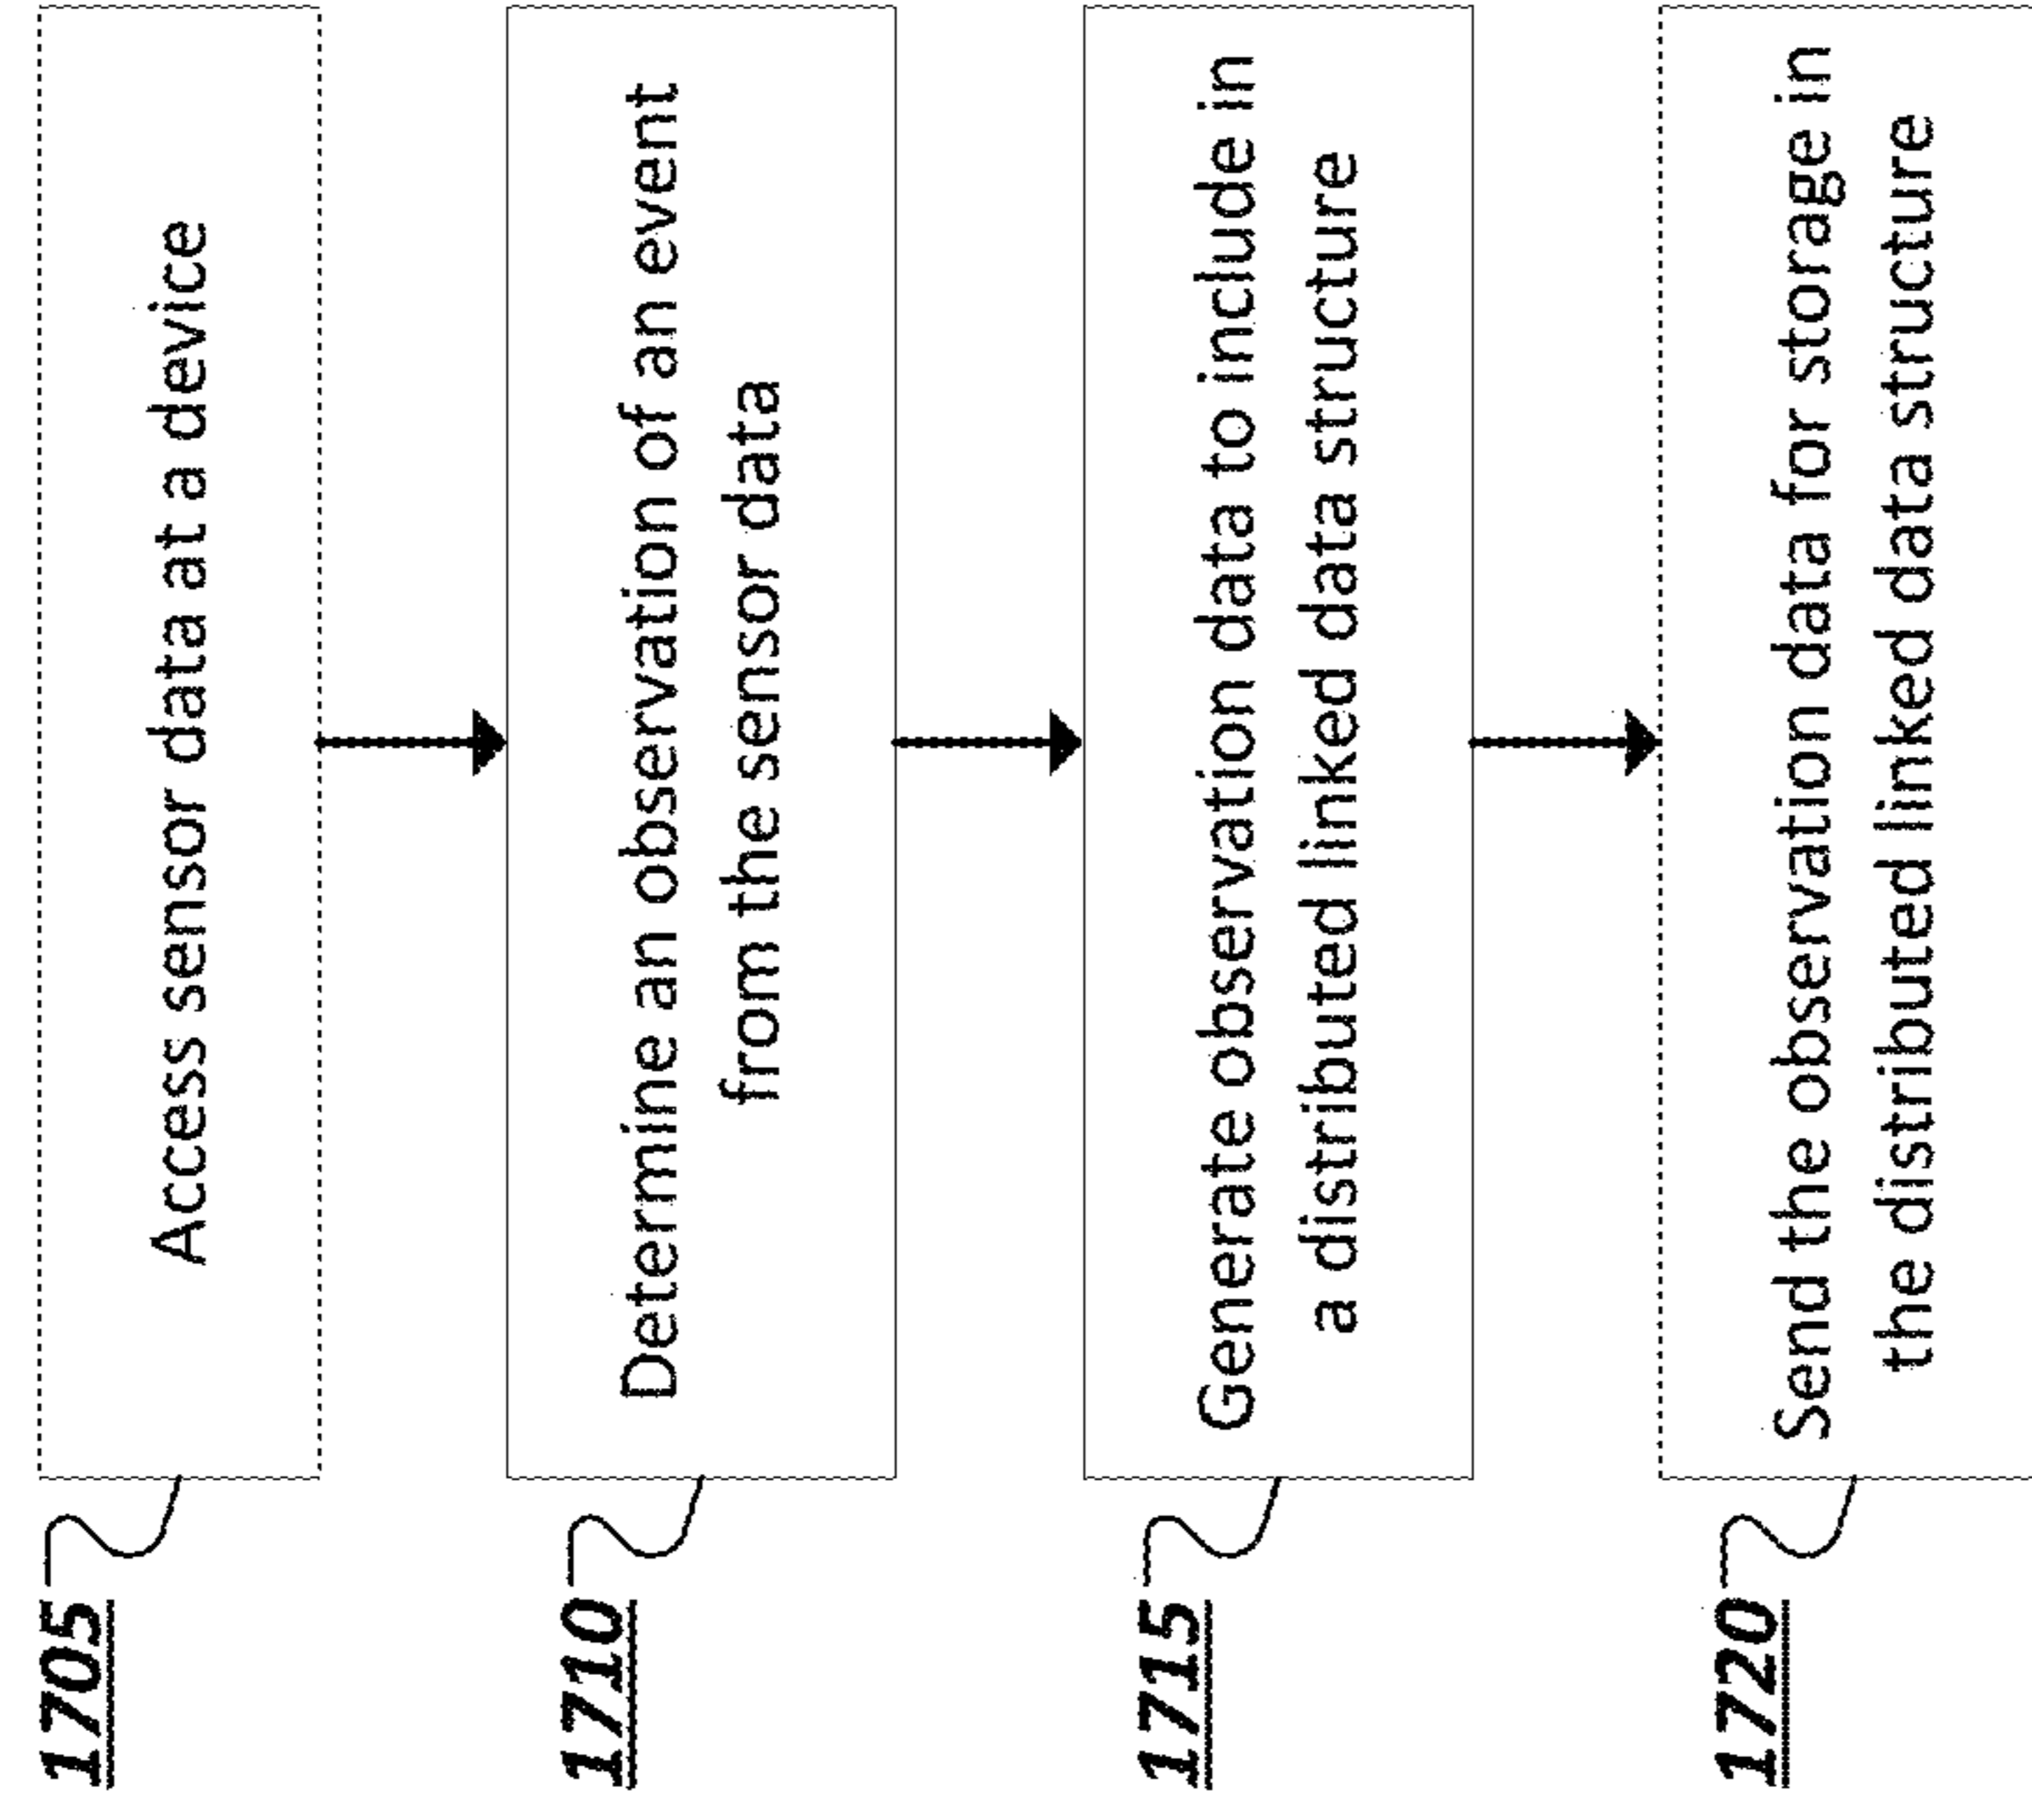 1705
Access sensor data at a device
1710
Determine an observation of an event
from the sensor data
1715
Generate observation data to include in
a distributed linked data structure
1720
Send the observation data for storage in
the distributed linked data structure